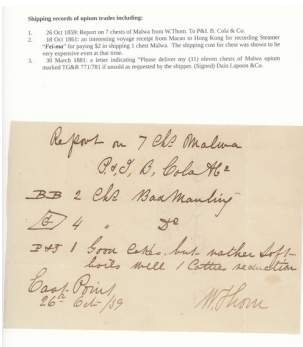 Shipping records of opium trades including:
1. 26 Oct 1859: Report on 7 chests of Malwa from W.Thom. To P&I. B. Cola & Co.
2. 18 Oct 1861: an interesting voyage receipt from Macao to Hong Kong for recording Steamer
"Fei-ma" for paying $2 in shipping 1 chest Malwa. The shipping cost for chest was shown to be
very expensive even at that time.
3. 30 March 1881: a letter indicating "Please deliver my (11) eleven chests of Malwa opium
marked TG&& 771/781 if unsold as requested by the shipper. (Signed) Dain Lapoon &Co.
Report on 7 Chts Malwa
P. & I. B. Cola & Co
B B 2 Chts Bad
4 " Do
1 Good Cakes, but rather Soft
boils well 1 reduction
East Point
26th Oct /59
W. Thom